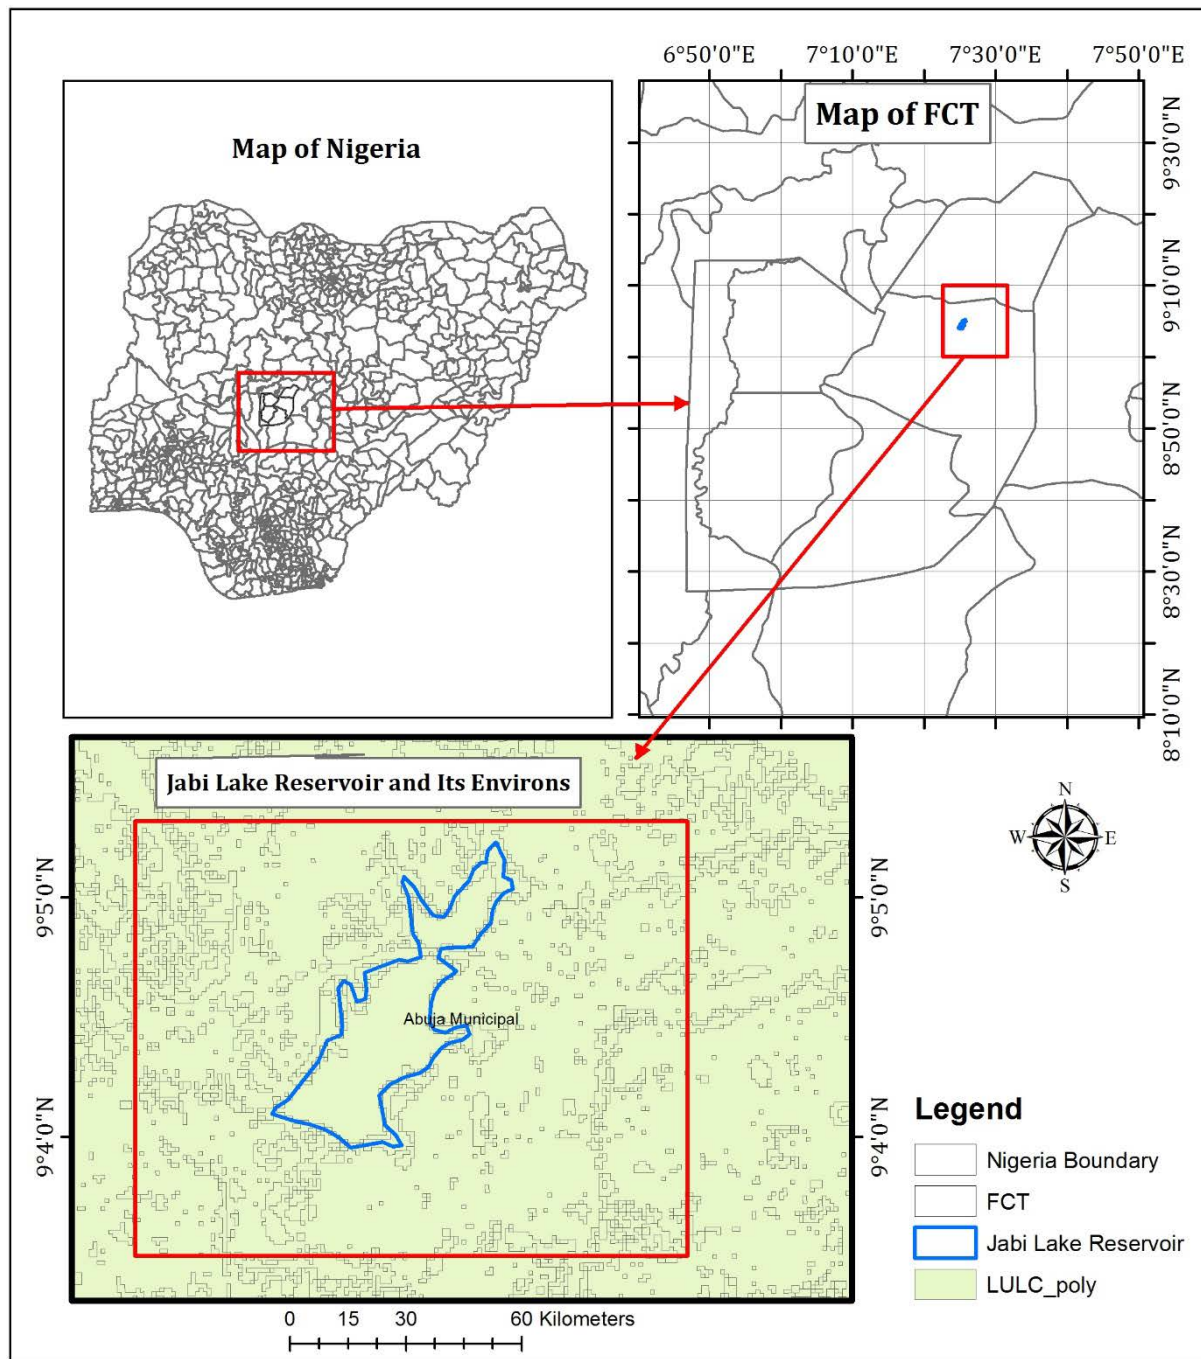 6°50'0"E 7°10'0"E 7°30'0"E 7°50'0"E
Map of Nigeria
Map of FCT
9°30'0"N
9°10'0"N
8°50'0"N
8°30'0"N
8°10'0"N
Jabi Lake Reservoir and Its Environs
N
W E
S
9°5'0"N 9°5'0"N
Abuja Municipal
9°4'0"N 9°4'0"N
Legend
Nigeria Boundary
FCT
Jabi Lake Reservoir
LULC_poly
0 15 30 60 Kilometers